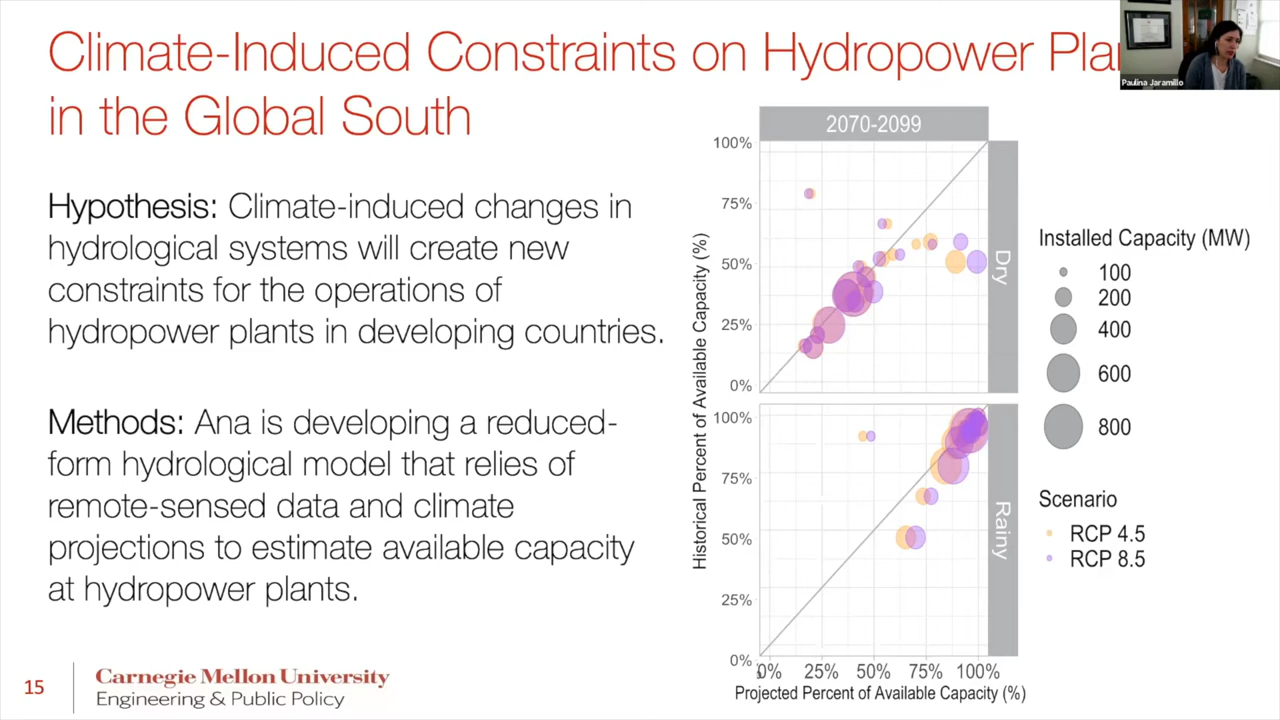 Climate-Induced Constraints on Hydropower Pla
in the Global South
Paulina Jaramillo
Hypothesis: Climate-induced changes in
hydrological systems will create new
constraints for the operations of
hydropower plants in developing countries.
Methods: Ana is developing a reduced-
form hydrological model that relies of
remote-sensed data and climate
projections to estimate available capacity
at hydropower plants.
2070-2099
Historical Percent of Available Capacity (%)
100%
75%
50%
25%
0%
Dry
100%
75%
50%
25%
0%
Rainy
0%
25%
50%
75%
100%
Projected Percent of Available Capacity (%)
Installed Capacity (MW)
100
200
400
600
800
Scenario
RCP 4.5
RCP 8.5
15
Carnegie Mellon University
Engineering & Public Policy